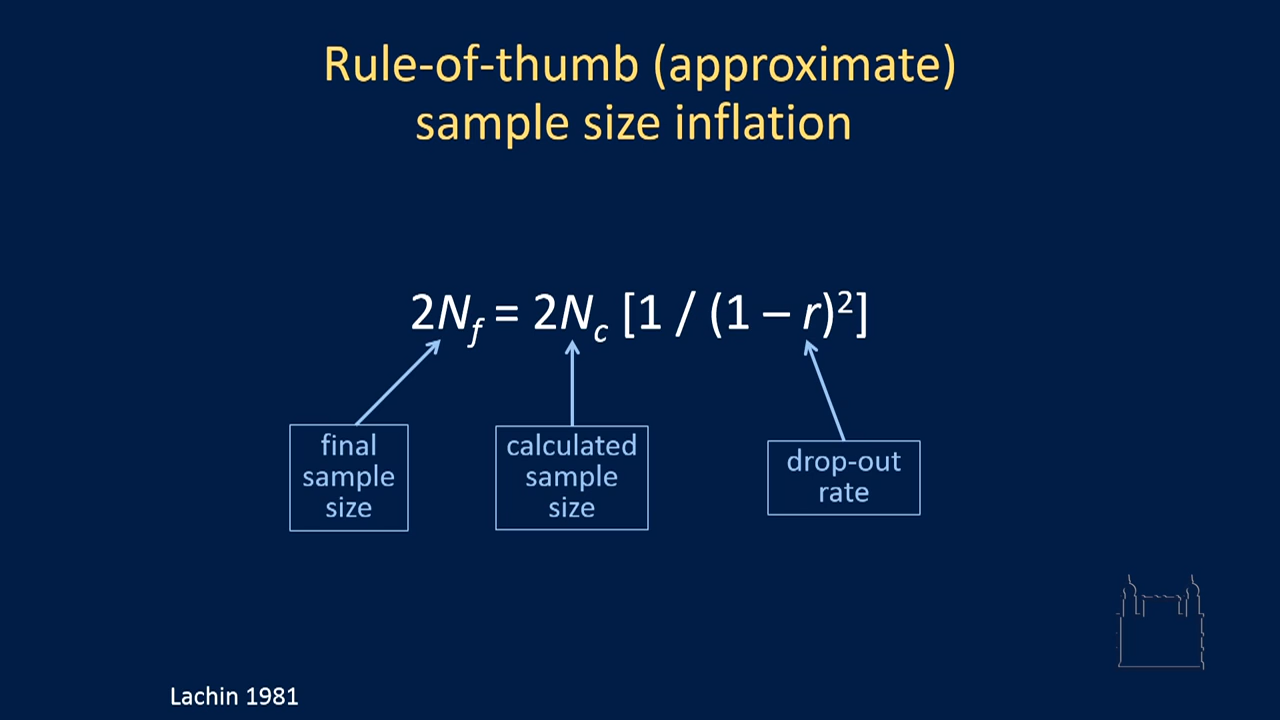 Rule-of-thumb (approximate)
sample size inflation
2N_f = 2N_c [1 / (1 – r)²]
final
sample
size
calculated
sample
size
drop-out
rate
Lachin 1981